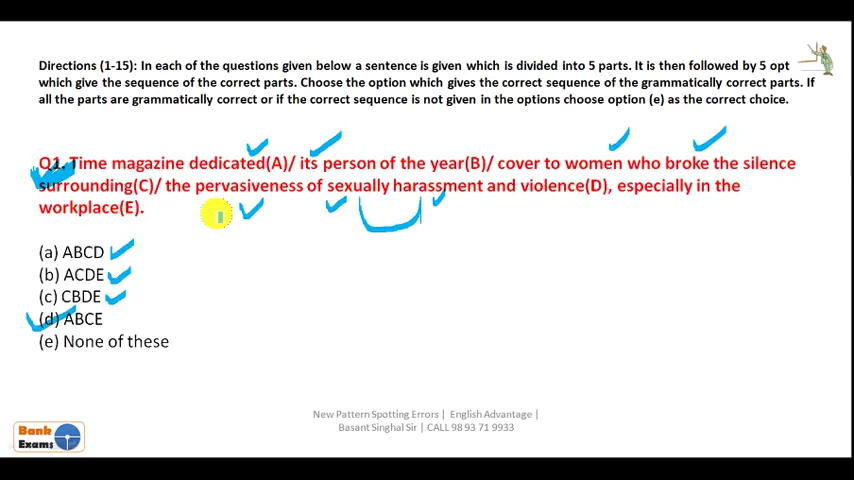 Directions (1-15): In each of the questions given below a sentence is given which is divided into 5 parts. It is then followed by 5 opt
which give the sequence of the correct parts. Choose the option which gives the correct sequence of the grammatically correct parts. If
all the parts are grammatically correct or if the correct sequence is not given in the options choose option (e) as the correct choice.
Q1. Time magazine dedicated(A)/ its person of the year(B)/ cover to women who broke the silence
surrounding(C)/ the pervasiveness of sexually harassment and violence(D), especially in the
workplace(E).
(a) ABCD
(b) ACDE
(c) CBDE
(d) ABCE
(e) None of these
New Pattern Spotting Errors | English Advantage |
Basant Singhal Sir | CALL 98 93 71 9933
Bank
Exams